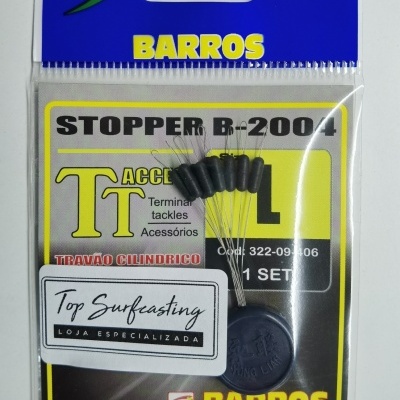 BARROS
STOPPER B-2004
TT
ACCE
Terminal
tackles
Acessórios
L
Cód: 322-09-406
1 SET
TRAVÃO CILINDRICO
Top Surfcasting
LOJA ESPECIALIZADA
BARROS